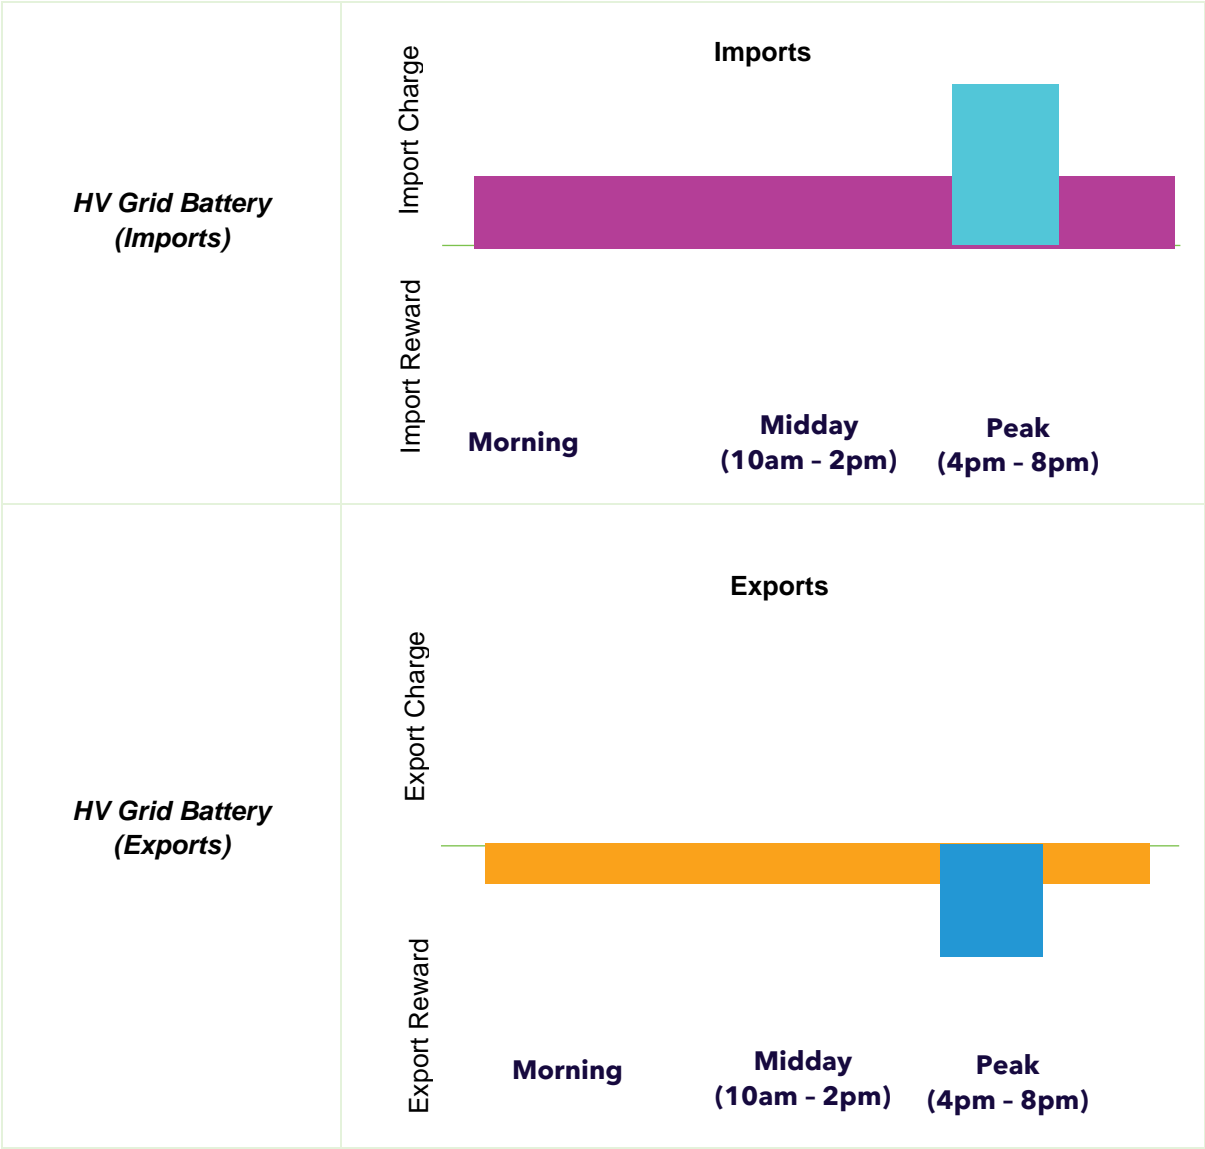 HV Grid Battery
(Imports)
Imports
Import Charge
Import Reward
Morning
Midday
(10am – 2pm)
Peak
(4pm – 8pm)
HV Grid Battery
(Exports)
Exports
Export Charge
Export Reward
Morning
Midday
(10am – 2pm)
Peak
(4pm – 8pm)